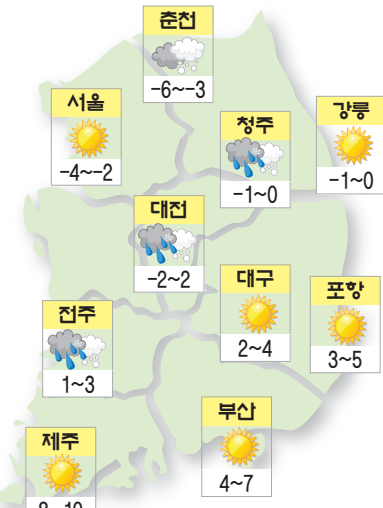 춘천
-6~-3
서울
-4~-2
청주
-1~0
강릉
-1~0
대전
-2~2
대구
2~4
포항
3~5
전주
1~3
부산
4~7
제주